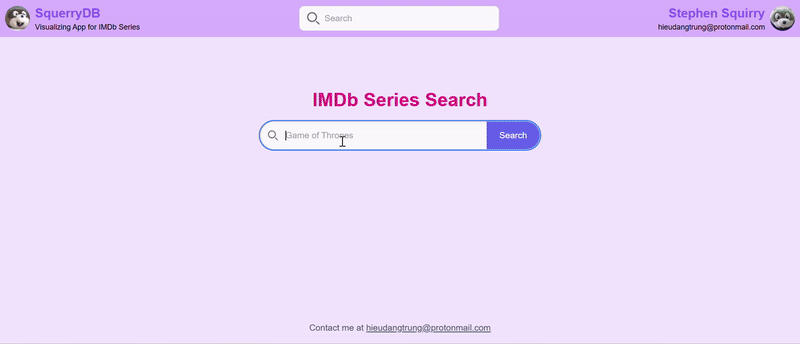 SquerryDB
Visualizing App for IMDb Series
Search
Stephen Squirry
hieudangtrung@protonmail.com
IMDb Series Search
Game of Thrones
Search
Contact me at hieudangtrung@protonmail.com